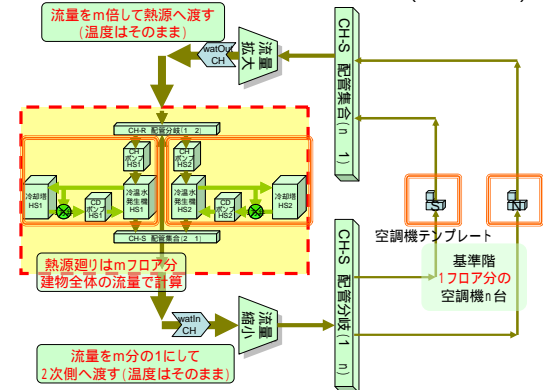 流量をm倍して熱源へ渡す
(温度はそのまま)
watOut
CH
流量
拡大
CH-S 配管集合(n 1)
CH-R 配管分岐(1 2)
CH
ポンプ
HS1
CH
ポンプ
HS2
冷却塔
HS1
CD
ポンプ
HS1
冷温水
発生機
HS1
冷温水
発生機
HS2
CD
ポンプ
HS2
冷却塔
HS2
CH-S 配管集合(2 1)
熱源廻りはmフロア分
建物全体の流量で計算
watIn
CH
流量
縮小
CH-S 配管分岐(1 n)
空調機テンプレート
基準階
1フロア分の
空調機n台
流量をm分の1にして
2次側へ渡す(温度はそのまま)